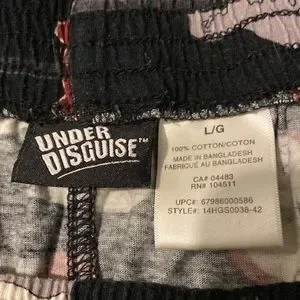 UNDER
DISGUISE™
L/G
100% COTTON/COTON
MADE IN BANGLADESH
FABRIQUÉ AU BANGLADESH
CA# 04483
RN# 104511
UPC#: 67986000586
STYLE#: 14HGS0038-42